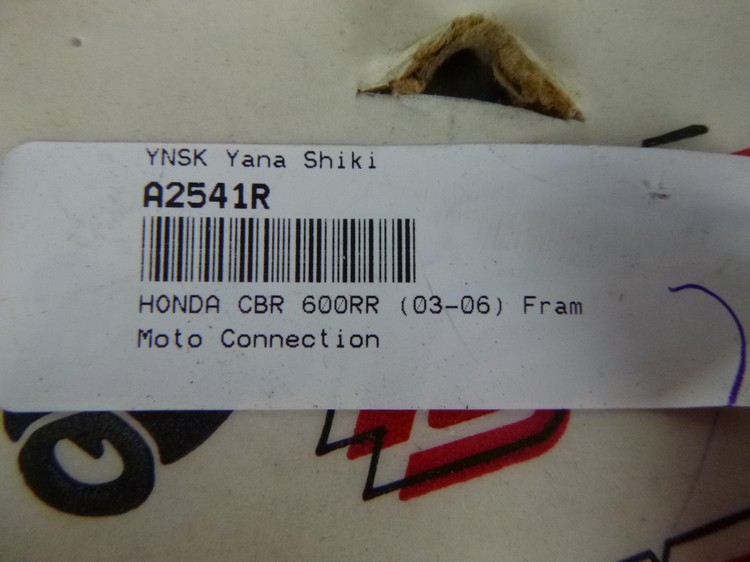 YNSK Yana Shiki
A2541R
HONDA CBR 600RR (03-06) Fram
Moto Connection